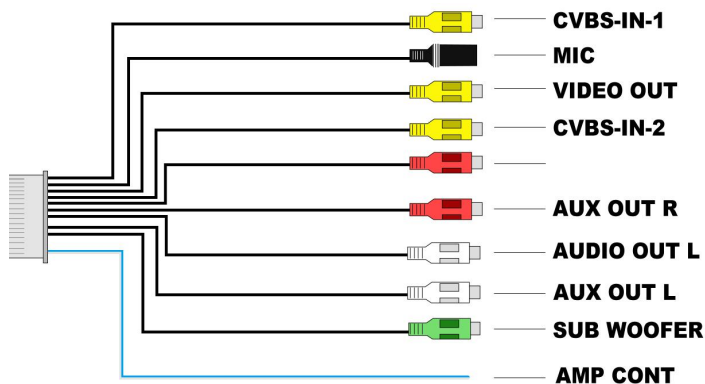 CVBS-IN-1
MIC
VIDEO OUT
CVBS-IN-2
AUX OUT R
AUDIO OUT L
AUX OUT L
SUB WOOFER
AMP CONT